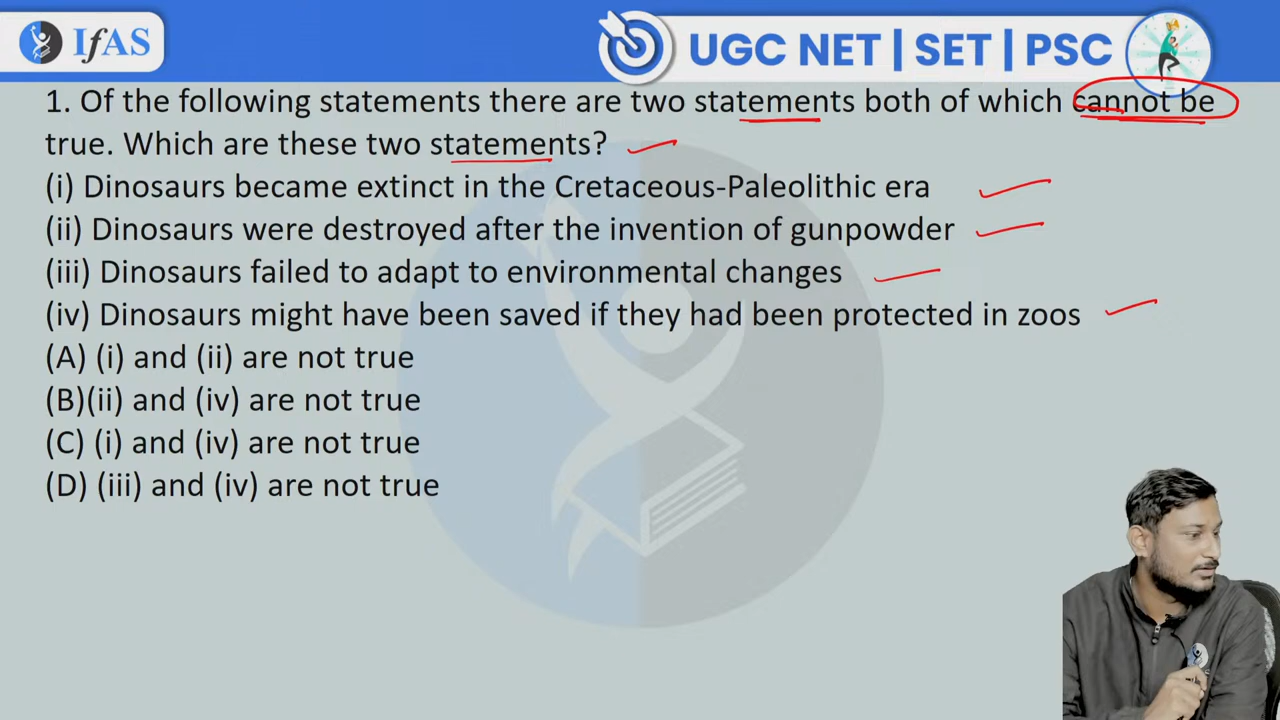 IfAS
UGC NET | SET | PSC
1. Of the following statements there are two statements both of which cannot be
true. Which are these two statements?
(i) Dinosaurs became extinct in the Cretaceous-Paleolithic era
(ii) Dinosaurs were destroyed after the invention of gunpowder
(iii) Dinosaurs failed to adapt to environmental changes
(iv) Dinosaurs might have been saved if they had been protected in zoos
(A) (i) and (ii) are not true
(B)(ii) and (iv) are not true
(C) (i) and (iv) are not true
(D) (iii) and (iv) are not true